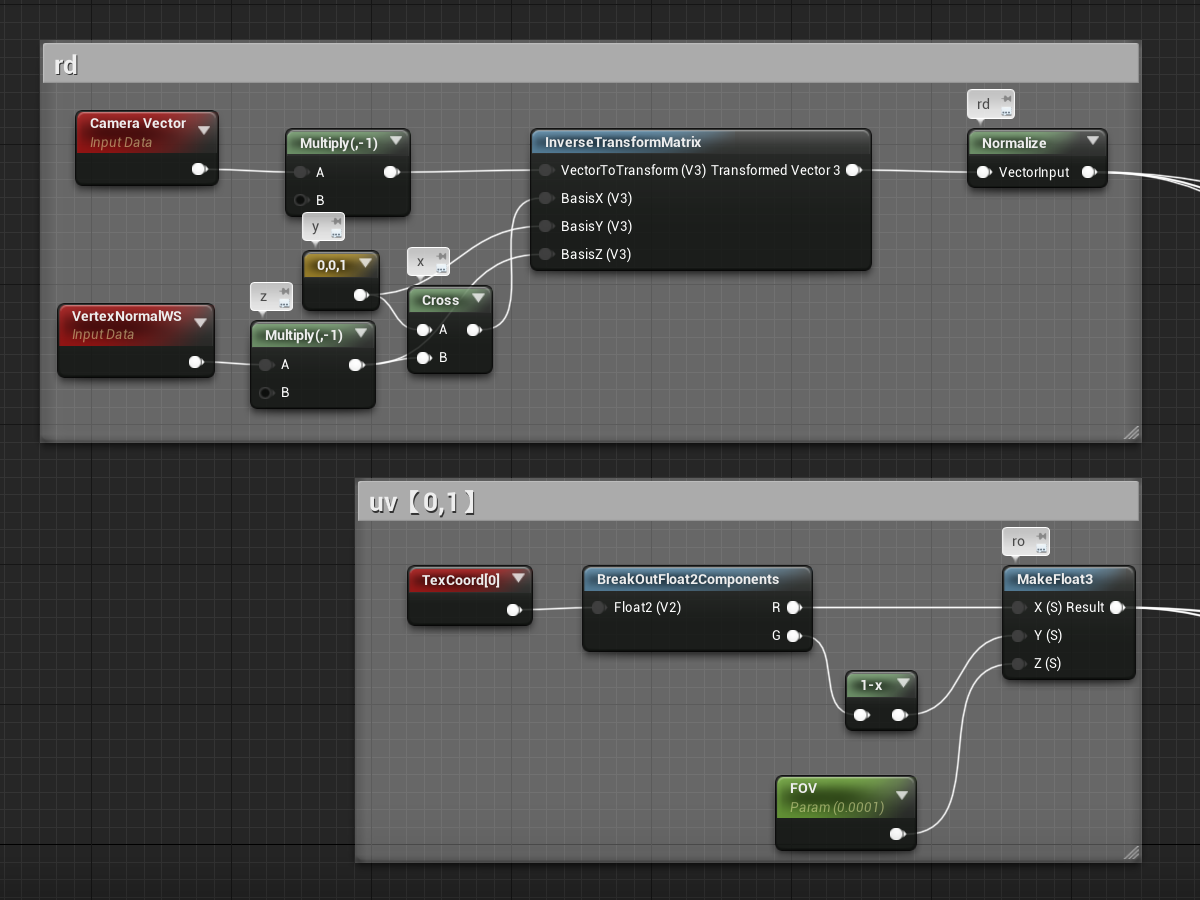 rd
rd
Camera Vector
Input Data
Multiply(,-1)
A
B
InverseTransformMatrix
VectorToTransform (V3) Transformed Vector 3
BasisX (V3)
BasisY (V3)
BasisZ (V3)
Normalize
VectorInput
y
0,0,1
x
Cross
A
B
z
VertexNormalWS
Input Data
Multiply(,-1)
A
B
uv【0,1】
ro
TexCoord[0]
BreakOutFloat2Components
Float2 (V2) R
G
MakeFloat3
X (S) Result
Y (S)
Z (S)
1-x
FOV
Param (0.0001)